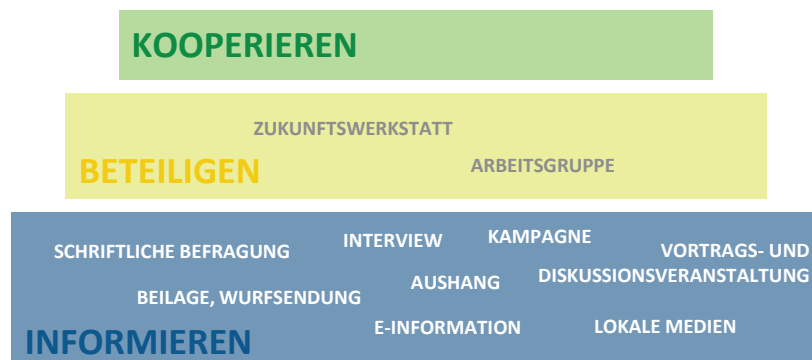 KOOPERIEREN
ZUKUNFTSWERKSTATT
BETEILIGEN
ARBEITSGRUPPE
SCHRIFTLICHE BEFRAGUNG
INTERVIEW
KAMPAGNE
VORTRAGS- UND
DISKUSSIONSVERANSTALTUNG
BEILAGE, WURFSENDUNG
AUSHANG
E-INFORMATION
LOKALE MEDIEN
INFORMIEREN